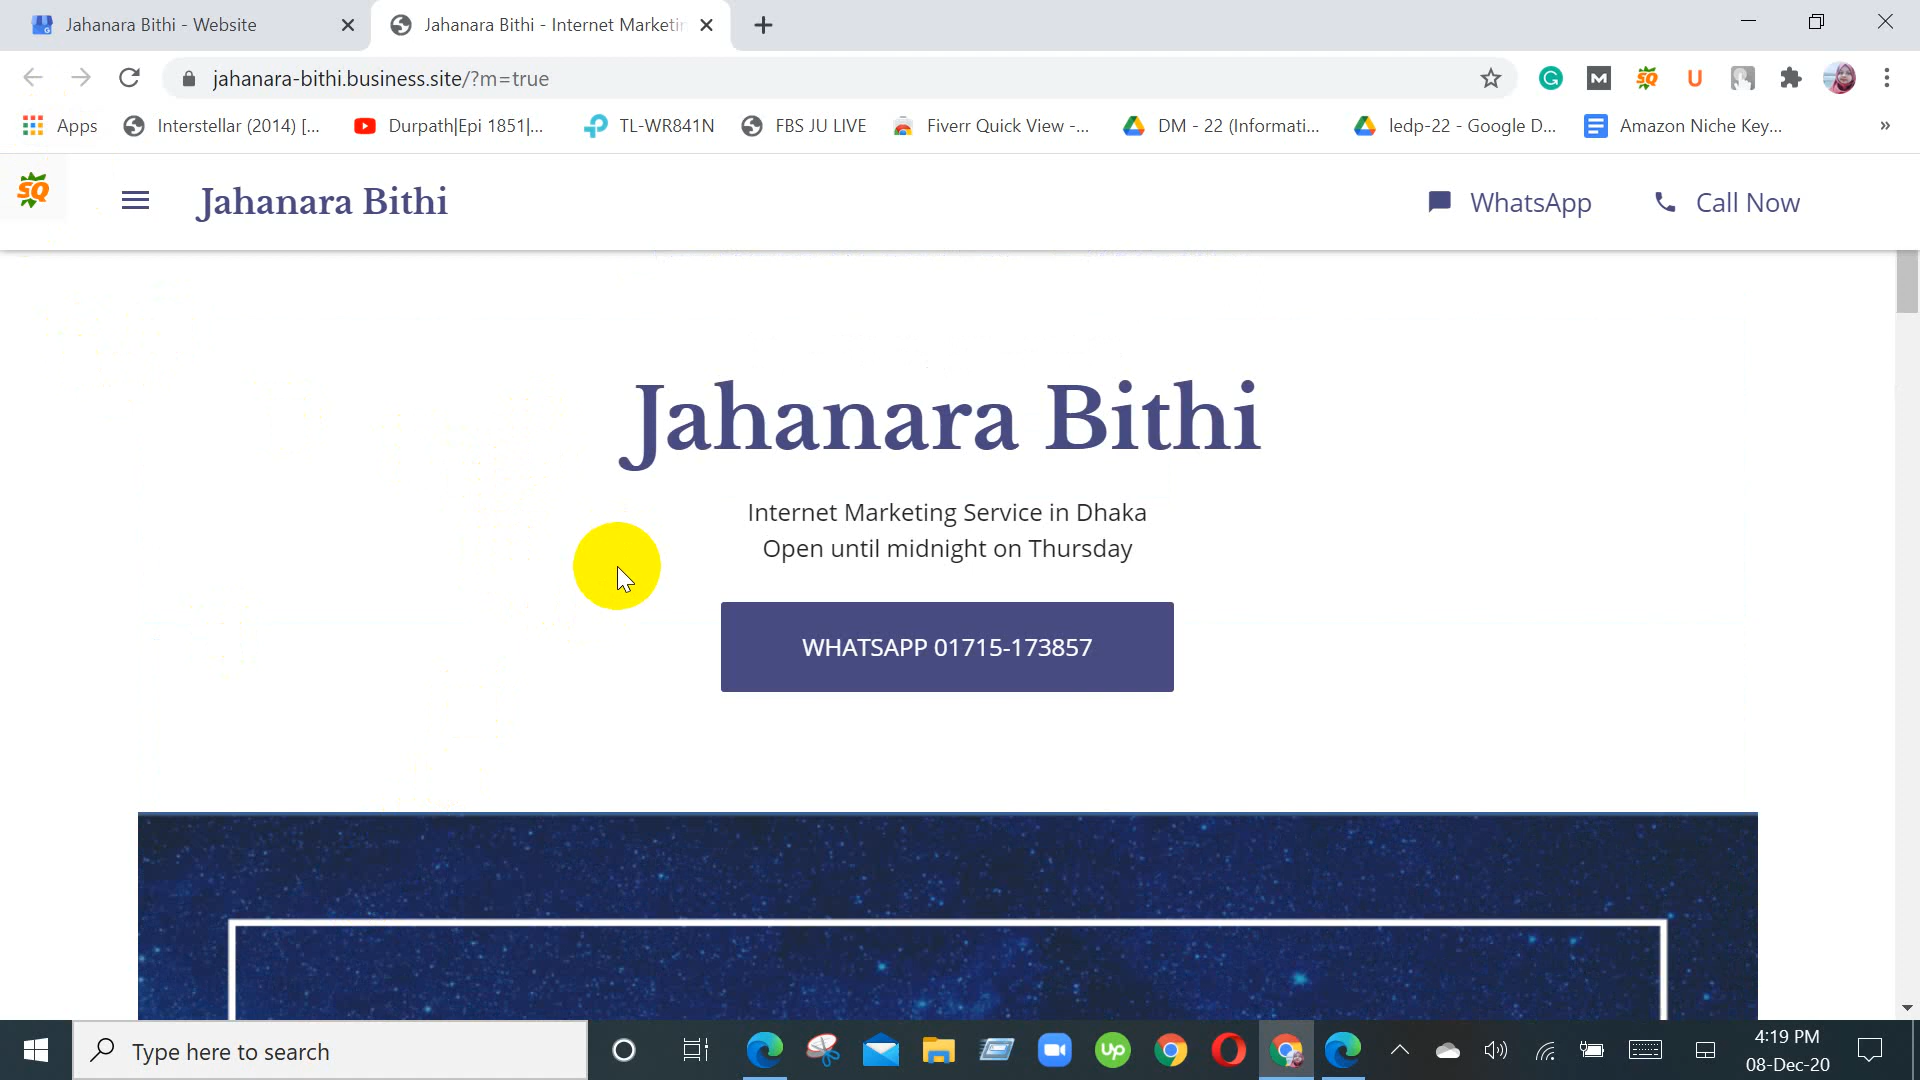 Jahanara Bithi - Website
Jahanara Bithi - Internet Marketin
jahanara-bithi.business.site/?m=true
Apps
Interstellar (2014) [...
Durpath|Epi 1851|...
TL-WR841N
FBS JU LIVE
Fiverr Quick View -...
DM - 22 (Informati...
ledp-22 - Google D...
Amazon Niche Key...
»
SQ
Jahanara Bithi
WhatsApp
Call Now
Jahanara Bithi
Internet Marketing Service in Dhaka
Open until midnight on Thursday
WHATSAPP 01715-173857
Type here to search
up
4:19 PM
08-Dec-20